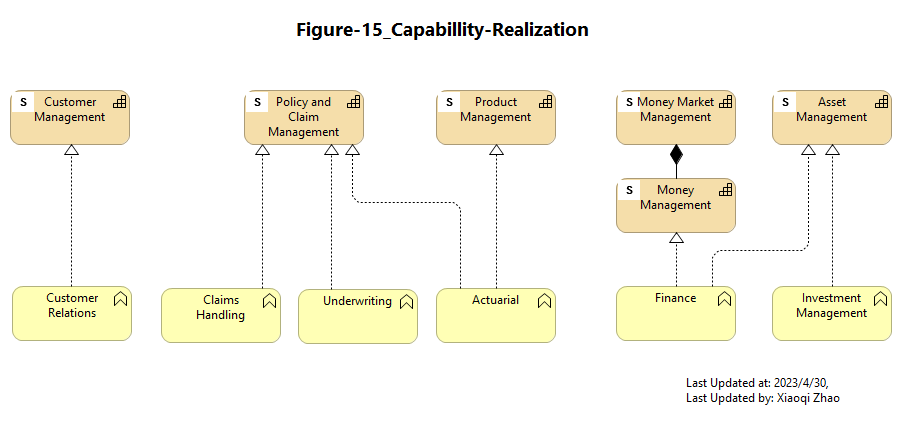 Figure-15_Capabillity-Realization
S
Customer
Management
S
Policy and
Claim
Management
S
Product
Management
S
Money Market
Management
S
Asset
Management
S
Money
Management
Customer
Relations
Claims
Handling
Underwriting
Actuarial
Finance
Investment
Management
Last Updated at: 2023/4/30,
Last Updated by: Xiaoqi Zhao